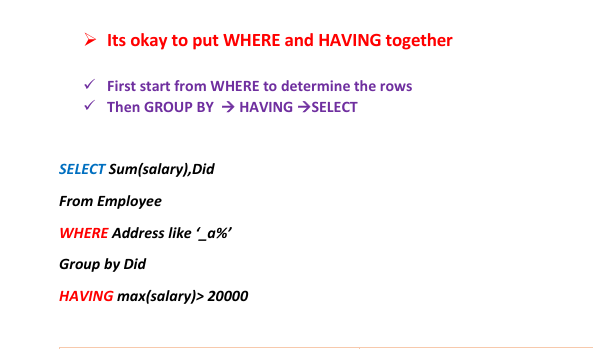 ➢ Its okay to put WHERE and HAVING together
✓ First start from WHERE to determine the rows
✓ Then GROUP BY → HAVING →SELECT
SELECT Sum(salary),Did
From Employee
WHERE Address like ‘_a%’
Group by Did
HAVING max(salary)> 20000